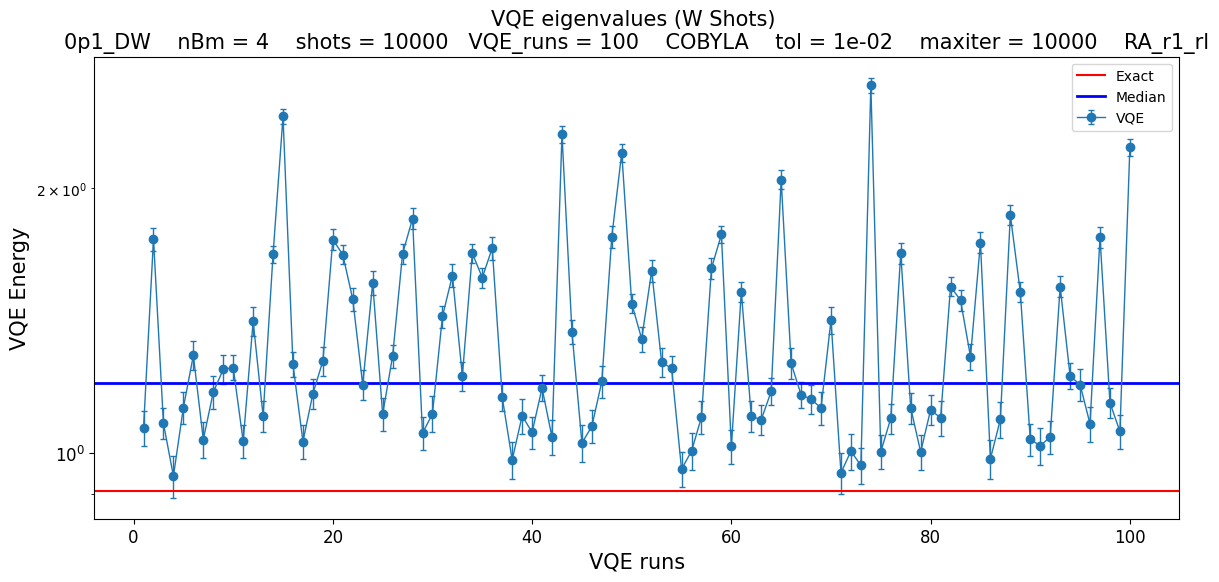 VQE eigenvalues (W Shots)
0p1_DW nBm = 4 shots = 10000 VQE_runs = 100 COBYLA tol = 1e-02 maxiter = 10000 RA_r1_rl
Exact
Median
VQE
VQE Energy
2 × 10⁰
10⁰
0
20
40
60
80
100
VQE runs